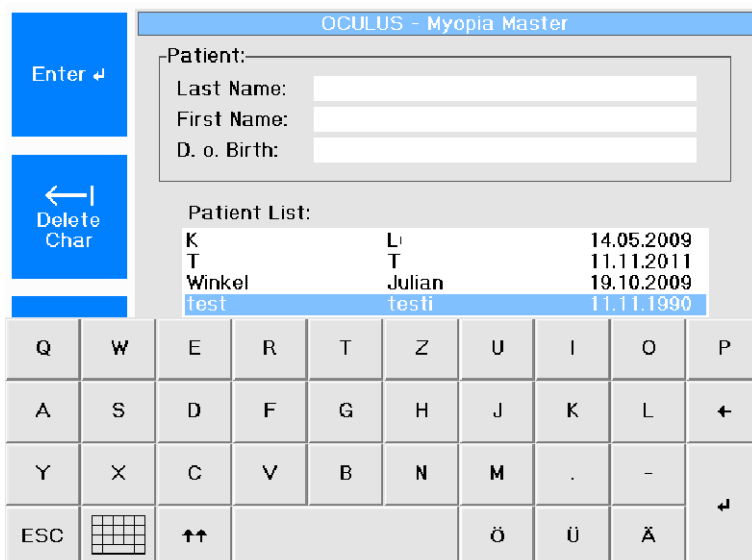 OCULUS - Myopia Master
Enter ↲
Patient:
Last Name:
First Name:
D. o. Birth:
←
Delete
Char
Patient List:
K 14.05.2009
T T 11.11.2011
Winkel Julian 19.10.2009
test testi 11.11.1990
Q W E R T Z U I O P
A S D F G H J K L ←
Y X C V B N M . - ↲
ESC ↑↑ Ö Ü Ä